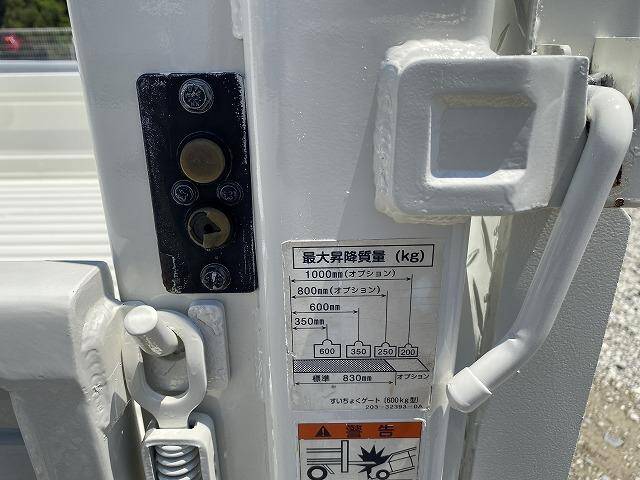 最大昇降質量(kg)
1000mm(オプション)
800mm(オプション)
600mm
350mm
600 350 250 200
標準 830mm オプション
すいちょくゲート(600kg型)
203-32393-0A
警告